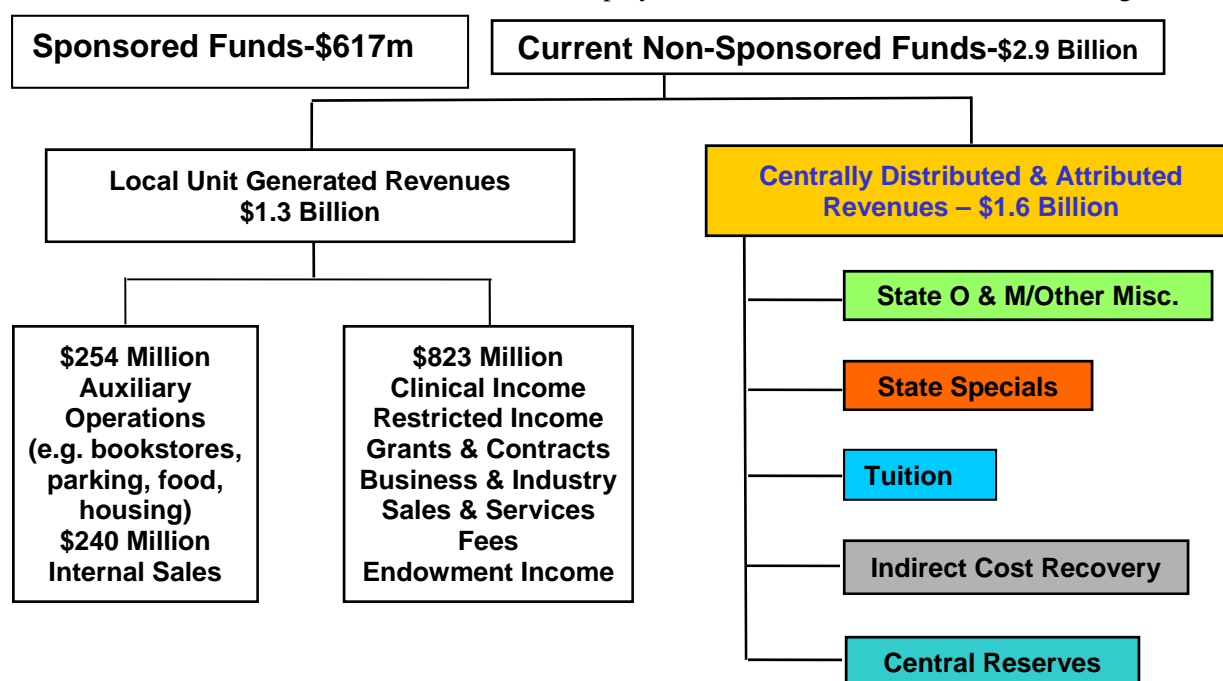 Sponsored Funds-$617m
Current Non-Sponsored Funds-$2.9 Billion
Local Unit Generated Revenues
$1.3 Billion
Centrally Distributed & Attributed
Revenues – $1.6 Billion
$254 Million
Auxiliary
Operations
(e.g. bookstores,
parking, food,
housing)
$240 Million
Internal Sales
$823 Million
Clinical Income
Restricted Income
Grants & Contracts
Business & Industry
Sales & Services
Fees
Endowment Income
State O & M/Other Misc.
State Specials
Tuition
Indirect Cost Recovery
Central Reserves